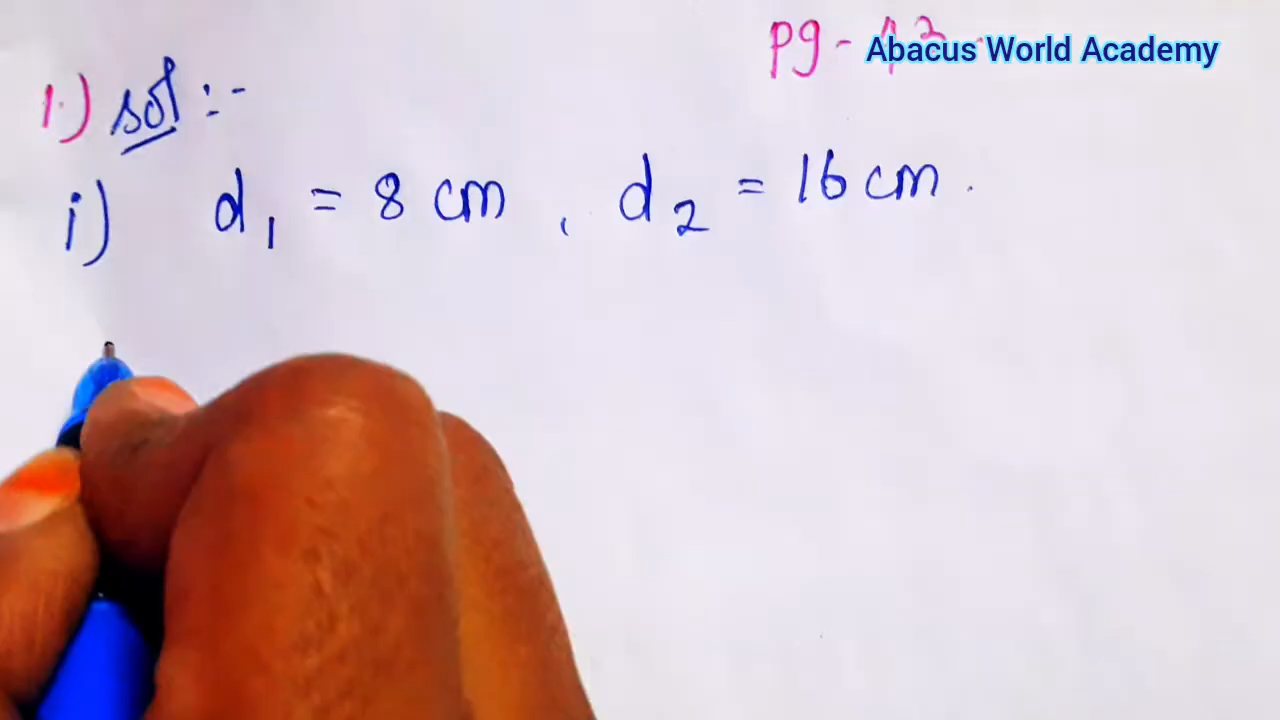 pg -
Abacus World Academy
1.) sol :-
i) d₁ = 8 cm , d₂ = 16 cm .